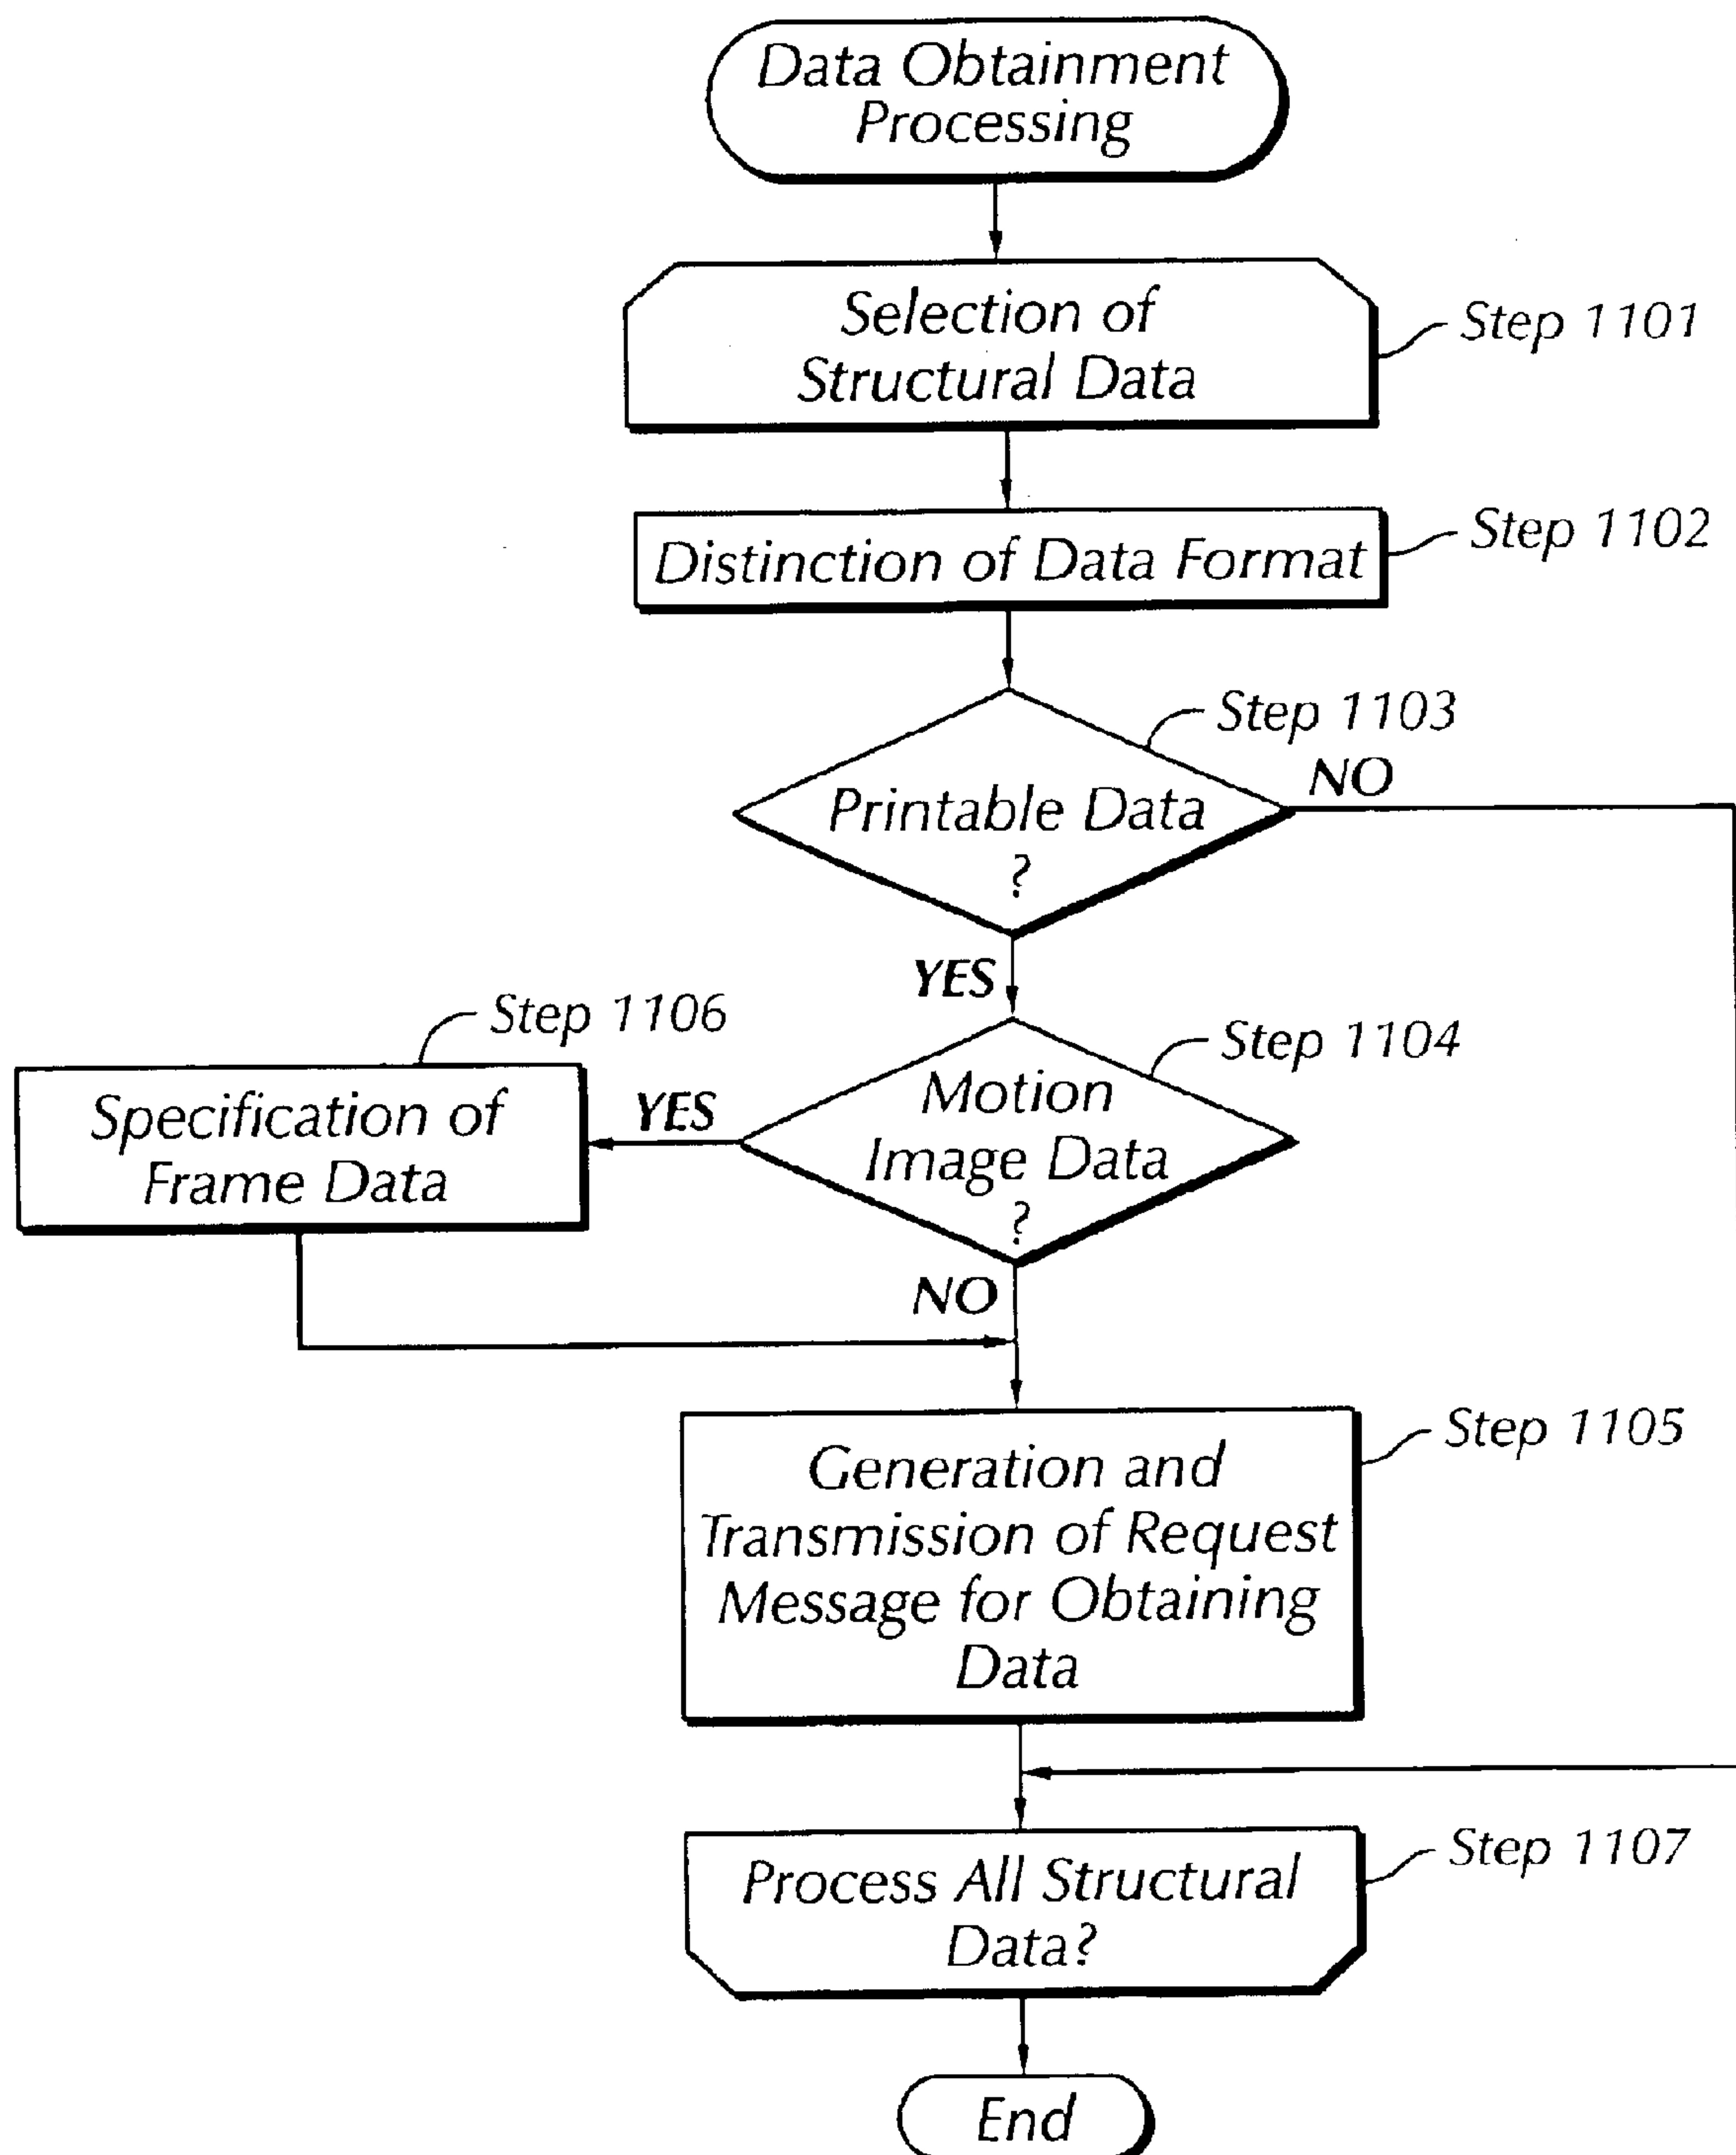 Data Obtainment
Processing
Selection of
Structural Data
Step 1101
Distinction of Data Format
Step 1102
Step 1103
Printable Data
?
NO
YES
Step 1106
Step 1104
Specification of
Frame Data
YES
Motion
Image Data
?
NO
Step 1105
Generation and
Transmission of Request
Message for Obtaining
Data
Step 1107
Process All Structural
Data?
End